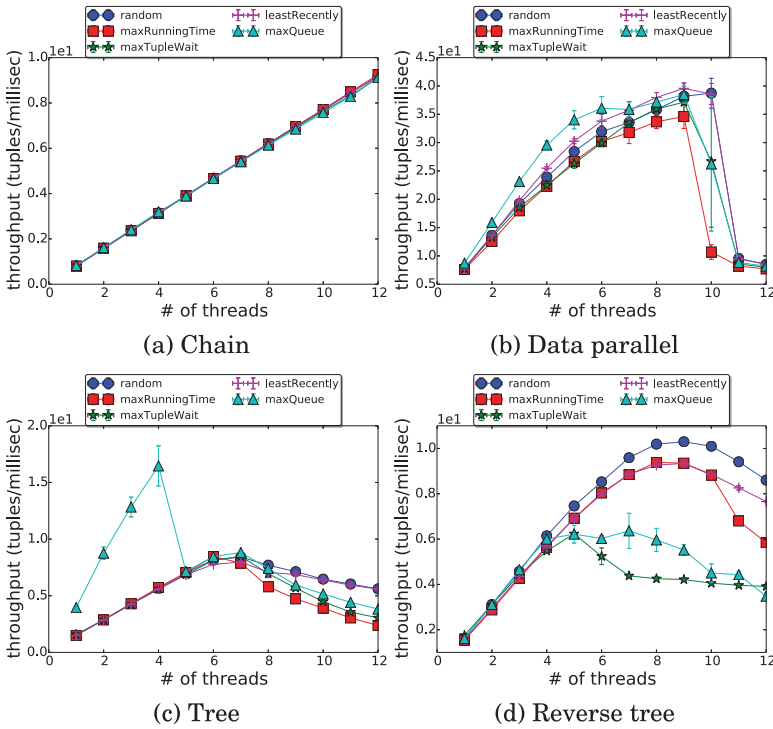 random leastRecently
maxRunningTime maxQueue
maxTupleWait
1e1
throughput (tuples/millisec)
1.0
0.8
0.6
0.4
0.2
0.0
0 2 4 6 8 10 12
# of threads
(a) Chain
random leastRecently
maxRunningTime maxQueue
maxTupleWait
1e1
throughput (tuples/millisec)
4.5
4.0
3.5
3.0
2.5
2.0
1.5
1.0
0.5
0 2 4 6 8 10 12
# of threads
(b) Data parallel
random leastRecently
maxRunningTime maxQueue
maxTupleWait
1e1
throughput (tuples/millisec)
2.0
1.5
1.0
0.5
0.0
0 2 4 6 8 10 12
# of threads
(c) Tree
random leastRecently
maxRunningTime maxQueue
maxTupleWait
1e1
throughput (tuples/millisec)
1.0
0.8
0.6
0.4
0.2
0 2 4 6 8 10 12
# of threads
(d) Reverse tree